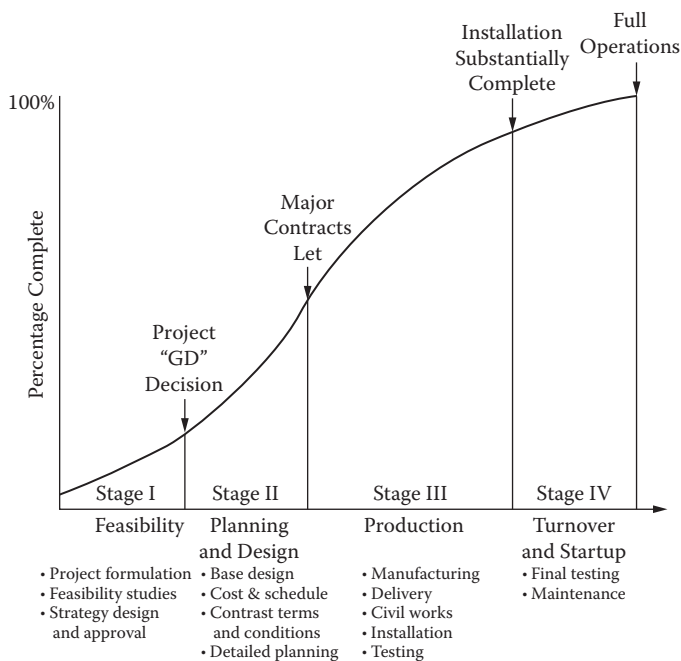 Full
Operations
Installation
Substantially
Complete
100%
Major
Contracts
Let
Percentage Complete
Project
“GD”
Decision
Stage I
Stage II
Stage III
Stage IV
Feasibility
Planning
and Design
Production
Turnover
and Startup
• Project formulation
• Feasibility studies
• Strategy design
and approval
• Base design
• Cost & schedule
• Contrast terms
and conditions
• Detailed planning
• Manufacturing
• Delivery
• Civil works
• Installation
• Testing
• Final testing
• Maintenance